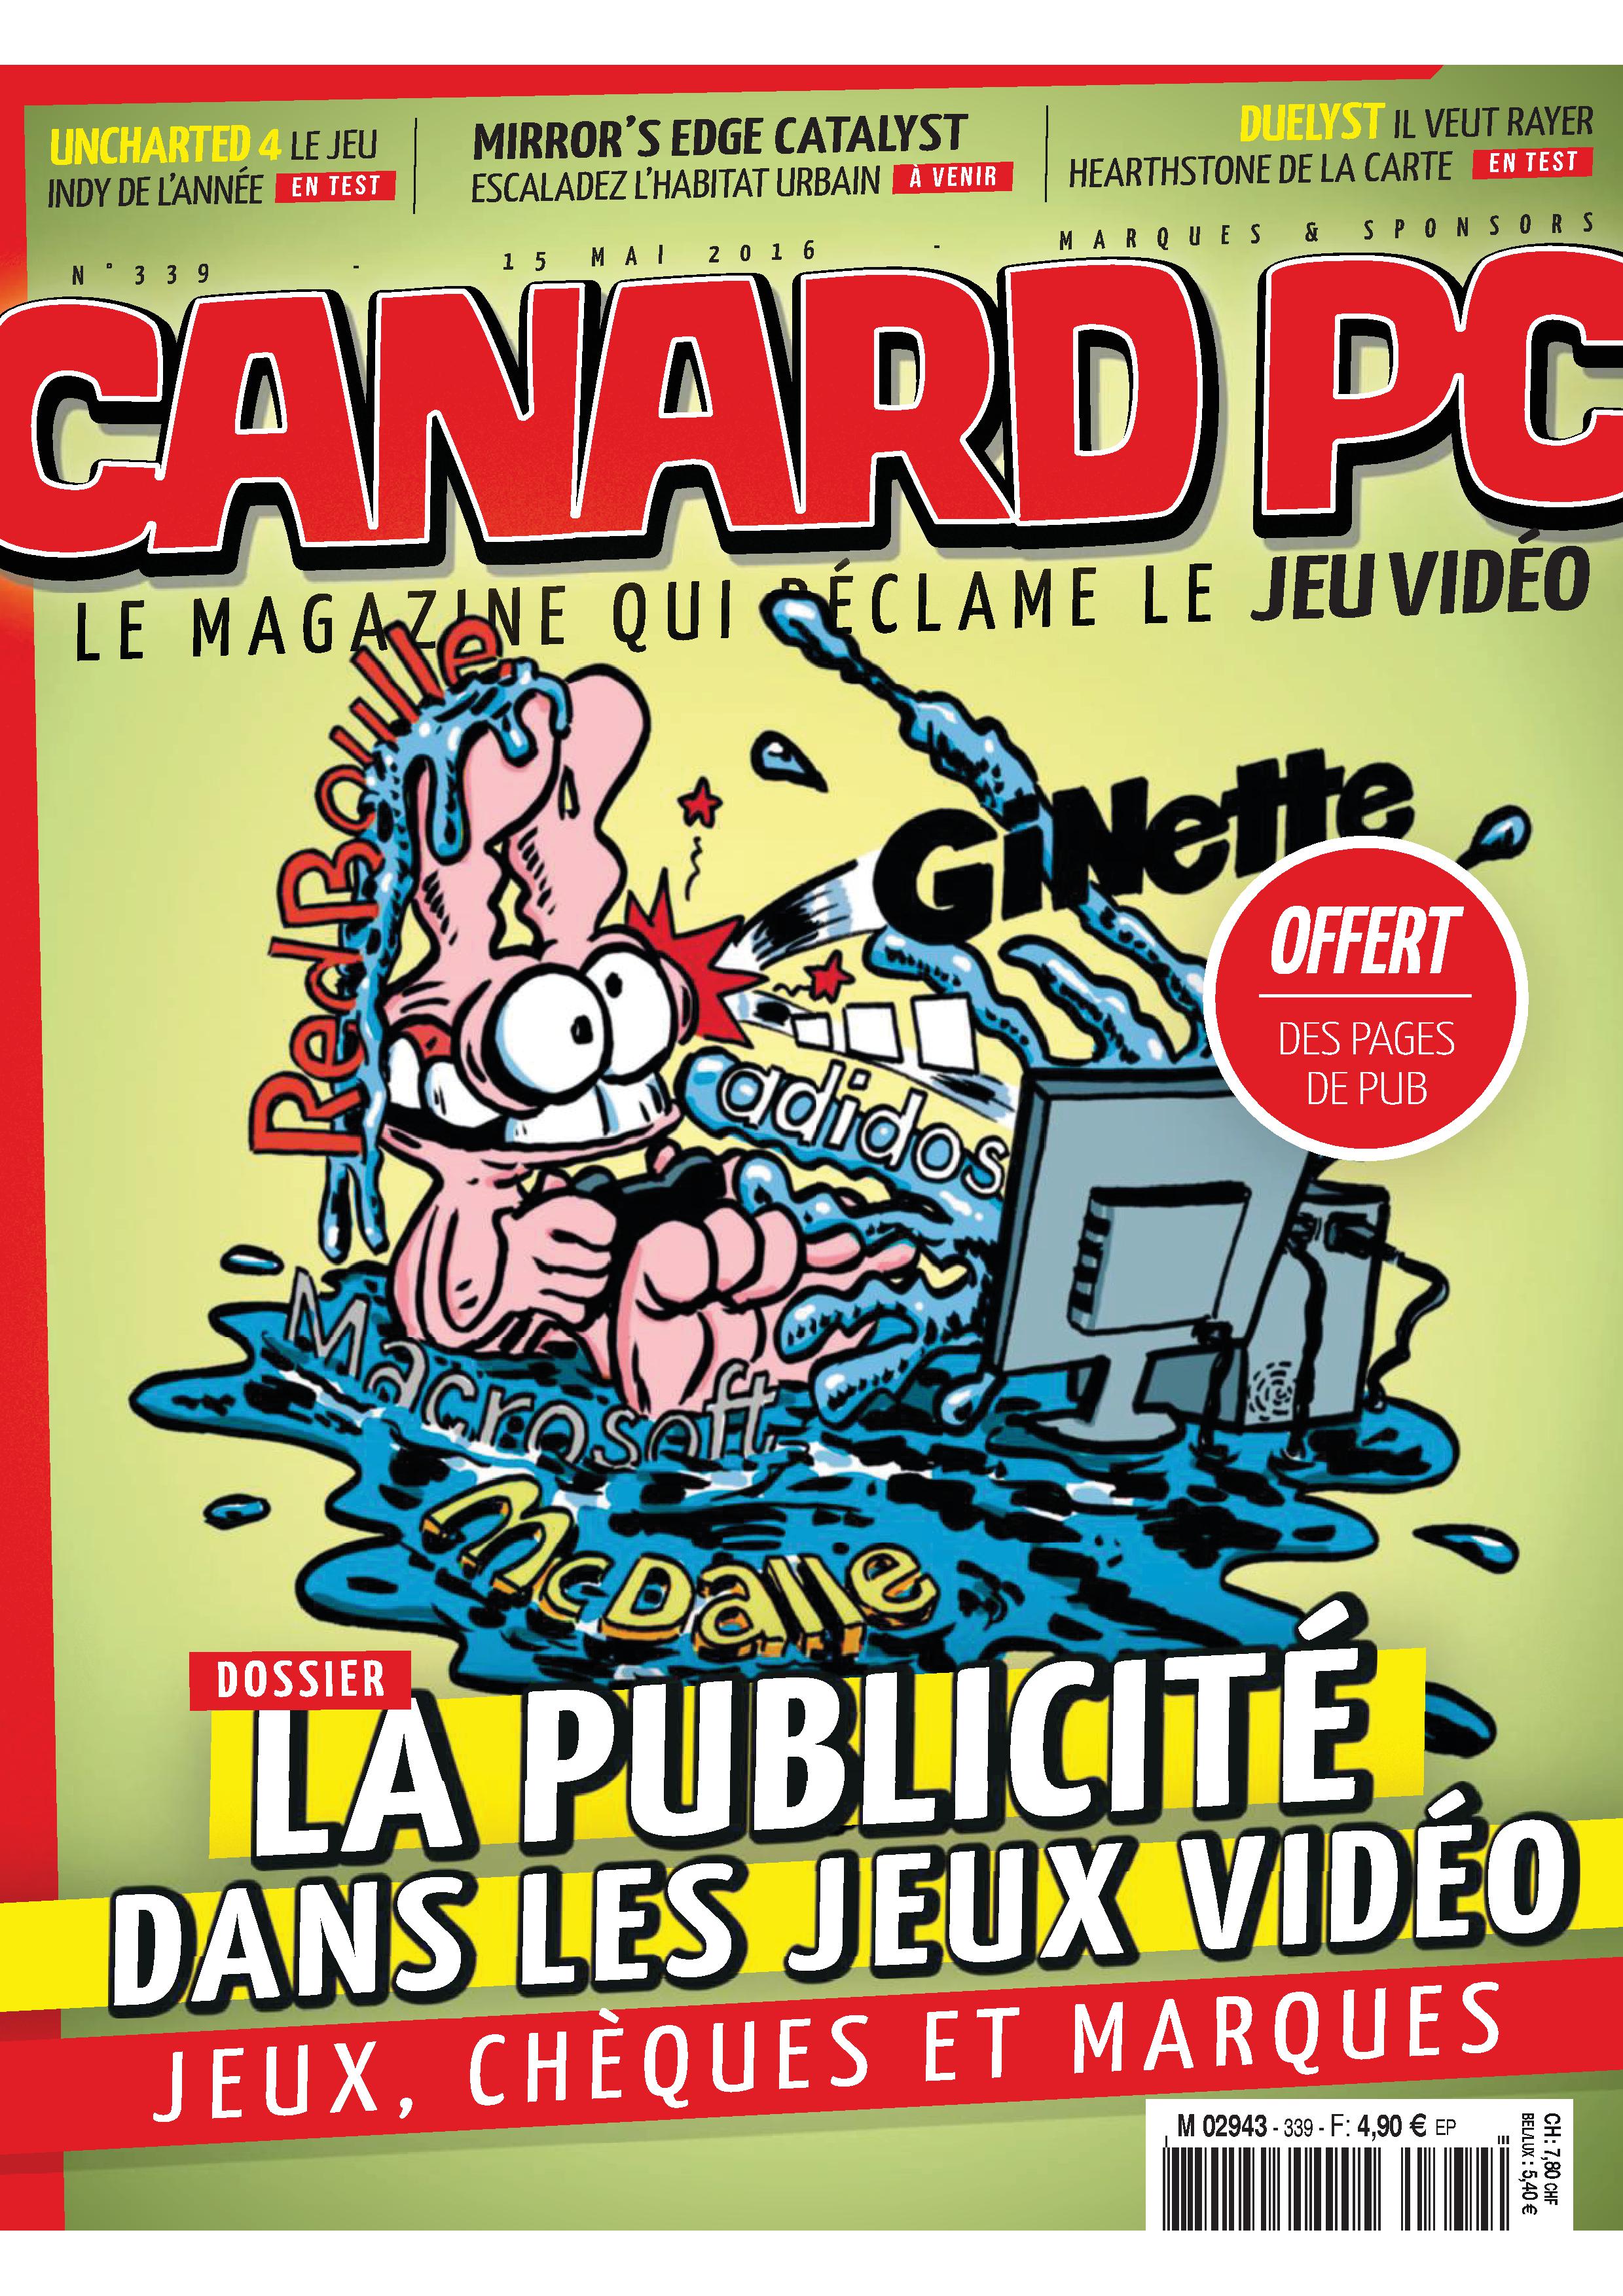 UNCHARTED 4 LE JEU
INDY DE L'ANNÉE EN TEST
MIRROR'S EDGE CATALYST
ESCALADEZ L'HABITAT URBAIN À VENIR
DUELYST IL VEUT RAYER
HEARTHSTONE DE LA CARTE EN TEST
N°339 - 15 MAI 2016 - MARQUES & SPONSORS
CANARD PC
LE MAGAZINE QUI RÉCLAME LE JEU VIDÉO
RedBoulle
GiNette
OFFERT
DES PAGES
DE PUB
adidos
Macrosoft
McDalle
DOSSIER
LA PUBLICITÉ
DANS LES JEUX VIDÉO
JEUX, CHÈQUES ET MARQUES
M 02943 - 339 - F: 4,90 € EP
CH : 7,80 CHF
BEL/LUX : 5,40 €